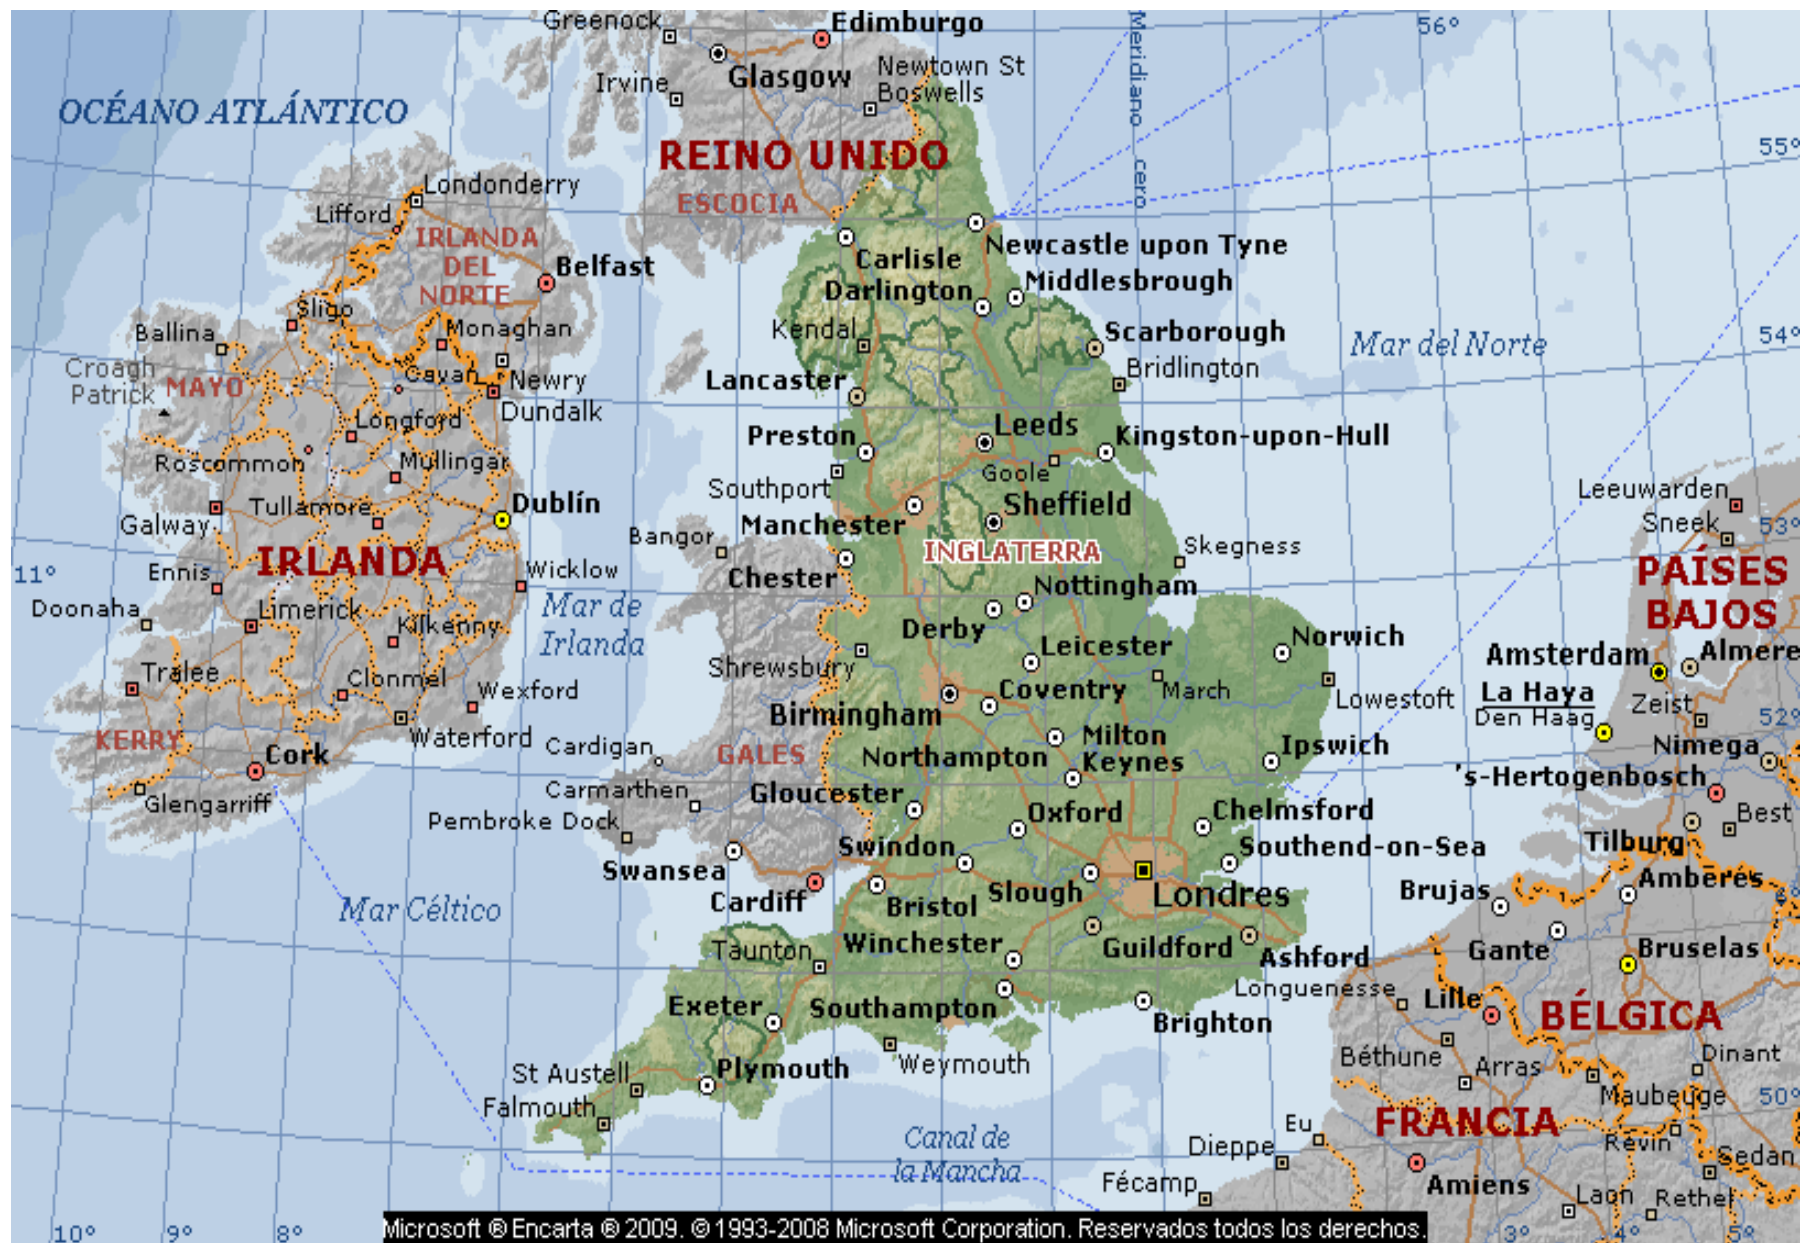 Greenock
Edimburgo
56°
Glasgow
Newtown St
Boswells
Irvine
Meridiano cero
OCÉANO ATLÁNTICO
REINO UNIDO
55°
ESCOCIA
Londonderry
Lifford
IRLANDA
DEL
NORTE
Belfast
Newcastle upon Tyne
Carlisle
Middlesbrough
Darlington
Sligo
Monaghan
Ballina
Kendal
Scarborough
Mar del Norte
54°
Croagh
Patrick
MAYO
Cavan
Newry
Dundalk
Lancaster
Bridlington
Longford
Preston
Leeds
Kingston-upon-Hull
Roscommon
Mullingar
Goole
Southport
Leeuwarden
Tullamore
Dublín
Sheffield
Sneek
53°
Galway
Manchester
Bangor
INGLATERRA
Skegness
IRLANDA
11°
Ennis
Wicklow
Chester
Nottingham
PAÍSES
BAJOS
Doonaha
Limerick
Kilkenny
Mar de
Irlanda
Derby
Leicester
Norwich
Shrewsbury
Amsterdam
Almere
Tralee
Clonmel
Wexford
Coventry
March
Lowestoft
La Haya
Den Haag
Zeist
52°
Birmingham
KERRY
Waterford
Cardigan
GALES
Northampton
Milton
Keynes
Ipswich
Nimega
Cork
Glengarriff
Carmarthen
Gloucester
's-Hertogenbosch
Pembroke Dock
Oxford
Chelmsford
Best
Tilburg
Swansea
Swindon
Southend-on-Sea
Cardiff
Slough
Londres
Brujas
Amberés
6°
Mar Céltico
Bristol
Taunton
Winchester
Guildford
Ashford
Gante
Bruselas
Longuenesse
Lille
Exeter
Southampton
Brighton
BÉLGICA
Weymouth
Béthune
Arras
Dinant
Plymouth
St Austell
Falmouth
Maubeuge
50°
FRANCIA
Canal de
la Mancha
Eu
Dieppe
Revin
Sedan
Fécamp
Amiens
Laon
Rethel
10°
9°
8°
Microsoft ® Encarta ® 2009. © 1993-2008 Microsoft Corporation. Reservados todos los derechos.
3°
4°
5°